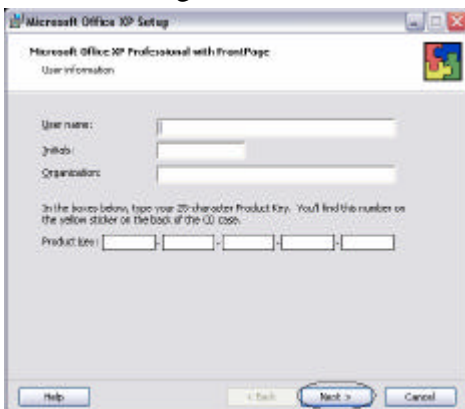 Microsoft Office XP Setup
Microsoft Office XP Professional with FrontPage
User information
User name:
Initials:
Organization:
In the boxes below, type your 25-character Product Key. You'll find this number on
the yellow sticker on the back of the CD case.
Product Key: - - - -
Help < Back Next > Cancel